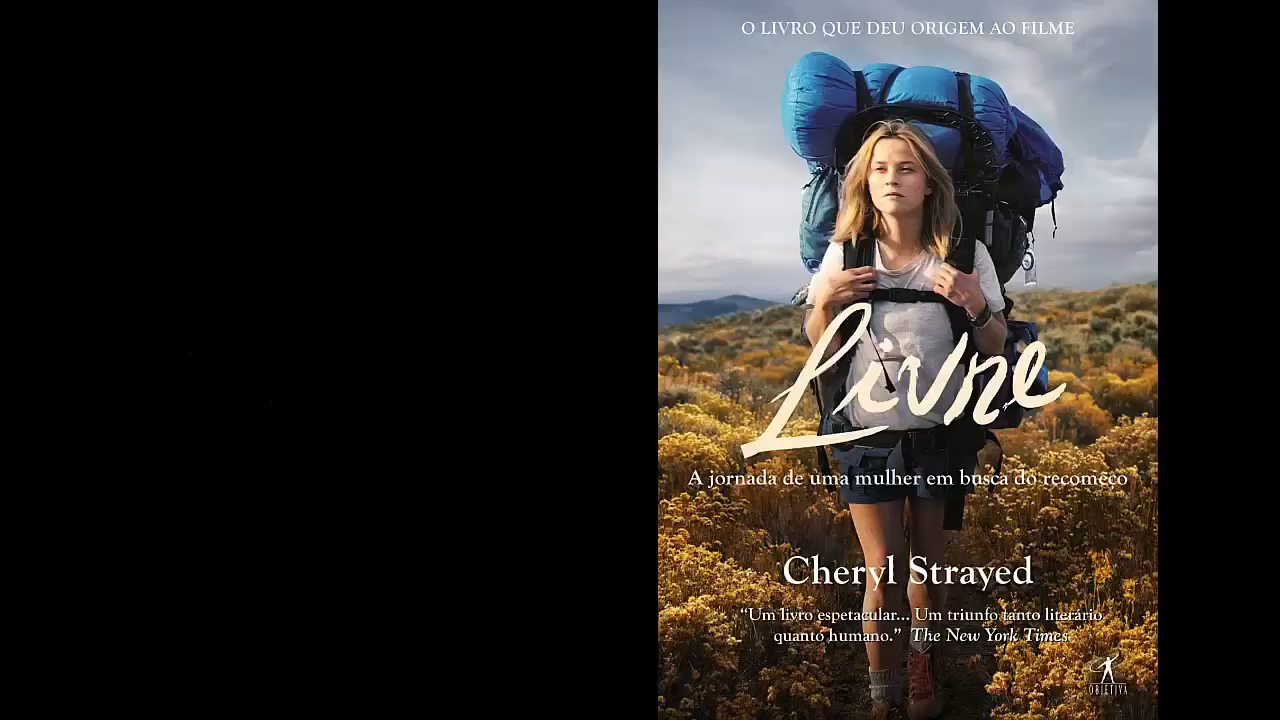 O LIVRO QUE DEU ORIGEM AO FILME
Livre
A jornada de uma mulher em busca do recomeço
Cheryl Strayed
“Um livro espetacular... Um triunfo tanto literário
quanto humano.” The New York Times
OBJETIVA